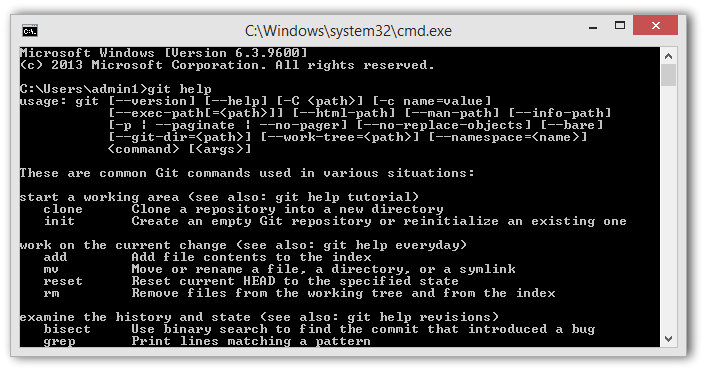 C:\Windows\system32\cmd.exe
Microsoft Windows [Version 6.3.9600]
(c) 2013 Microsoft Corporation. All rights reserved.
C:\Users\admin1>git help
usage: git [--version] [--help] [-C <path>] [-c name=value]
[--exec-path[=<path>]] [--html-path] [--man-path] [--info-path]
[-p ¦ --paginate ¦ --no-pager] [--no-replace-objects] [--bare]
[--git-dir=<path>] [--work-tree=<path>] [--namespace=<name>]
<command> [<args>]
These are common Git commands used in various situations:
start a working area (see also: git help tutorial)
clone      Clone a repository into a new directory
init       Create an empty Git repository or reinitialize an existing one
work on the current change (see also: git help everyday)
add        Add file contents to the index
mv         Move or rename a file, a directory, or a symlink
reset      Reset current HEAD to the specified state
rm         Remove files from the working tree and from the index
examine the history and state (see also: git help revisions)
bisect     Use binary search to find the commit that introduced a bug
grep       Print lines matching a pattern